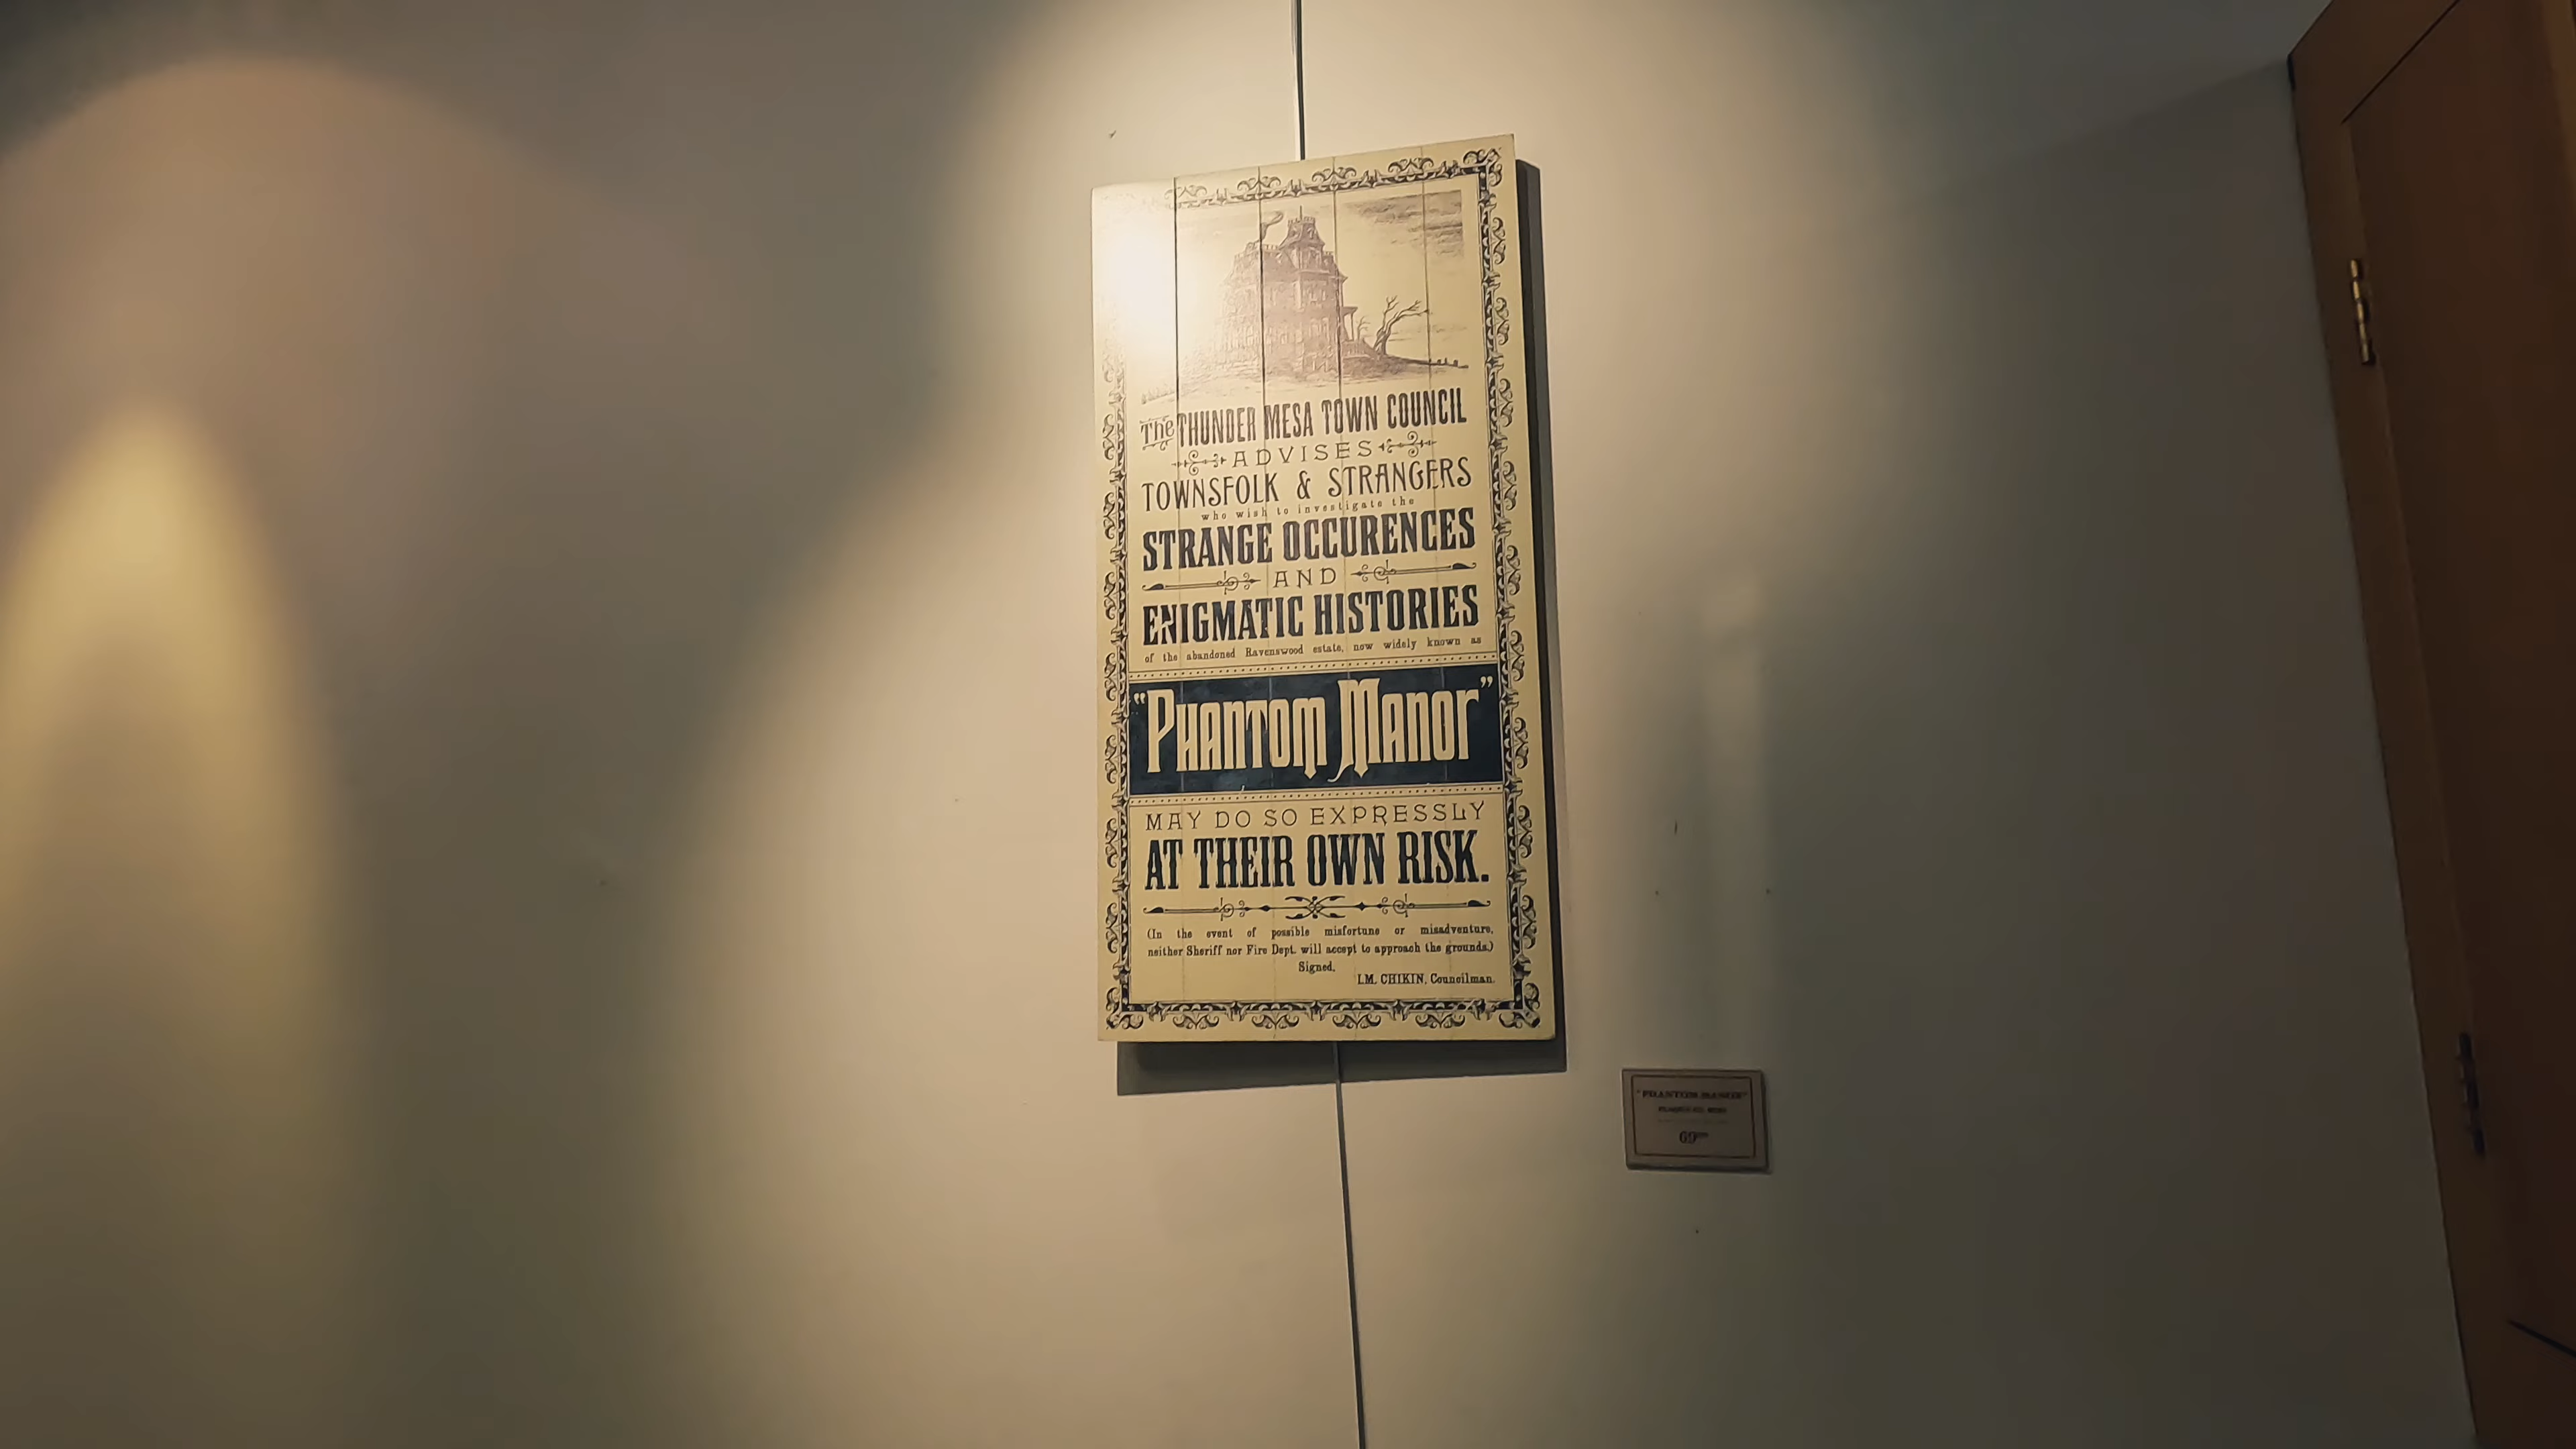 The THUNDER MESA TOWN COUNCIL
ADVISES
TOWNSFOLK & STRANGERS
who wish to investigate the
STRANGE OCCURENCES
AND
ENIGMATIC HISTORIES
of the abandoned Ravenswood estate, now widely known as
"PHANTOM MANOR"
MAY DO SO EXPRESSLY
AT THEIR OWN RISK.
(In the event of possible misfortune or misadventure,
neither Sheriff nor Fire Dept. will accept to approach the grounds.)
Signed,
I.M. CHIKIN, Councilman.
"PHANTOM MANOR"
69